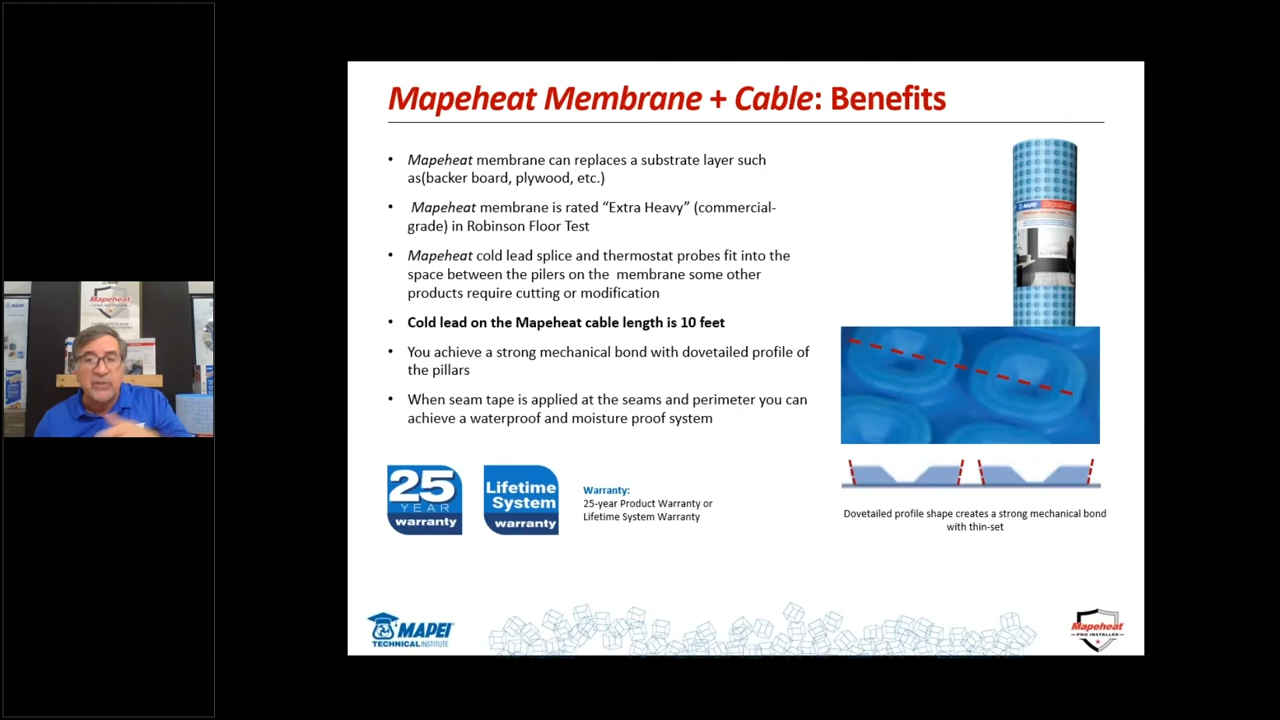 Mapeheat Membrane + Cable: Benefits
• Mapeheat membrane can replaces a substrate layer such
as(backer board, plywood, etc.)
• Mapeheat membrane is rated “Extra Heavy” (commercial-
grade) in Robinson Floor Test
• Mapeheat cold lead splice and thermostat probes fit into the
space between the pilers on the membrane some other
products require cutting or modification
• Cold lead on the Mapeheat cable length is 10 feet
• You achieve a strong mechanical bond with dovetailed profile of
the pillars
• When seam tape is applied at the seams and perimeter you can
achieve a waterproof and moisture proof system
25
YEAR
warranty
Lifetime
System
warranty
Warranty:
25-year Product Warranty or
Lifetime System Warranty
MAPEI
Mapeheat
Dovetailed profile shape creates a strong mechanical bond
with thin-set
MAPEI
TECHNICAL INSTITUTE
Mapeheat
PRO INSTALLER
Mapeheat
PRO INSTALLER
MAPEI